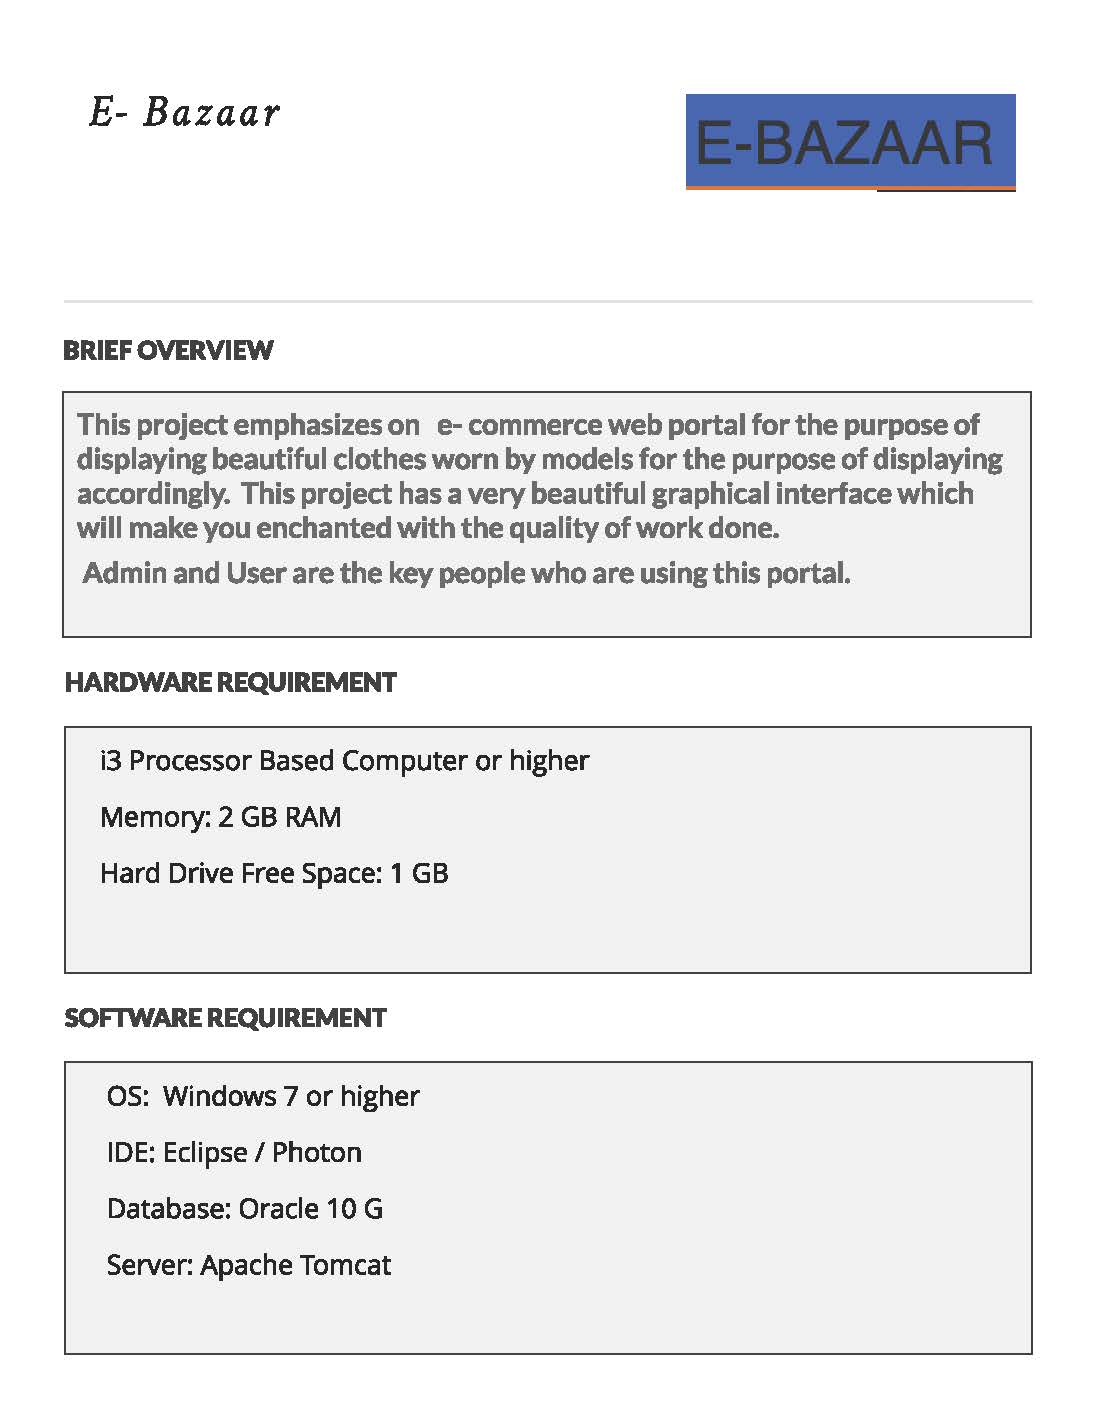 E- Bazaar
E-BAZAAR
BRIEF OVERVIEW
This project emphasizes on e- commerce web portal for the purpose of
displaying beautiful clothes worn by models for the purpose of displaying
accordingly. This project has a very beautiful graphical interface which
will make you enchanted with the quality of work done.
Admin and User are the key people who are using this portal.
HARDWARE REQUIREMENT
i3 Processor Based Computer or higher
Memory: 2 GB RAM
Hard Drive Free Space: 1 GB
SOFTWARE REQUIREMENT
OS: Windows 7 or higher
IDE: Eclipse / Photon
Database: Oracle 10 G
Server: Apache Tomcat